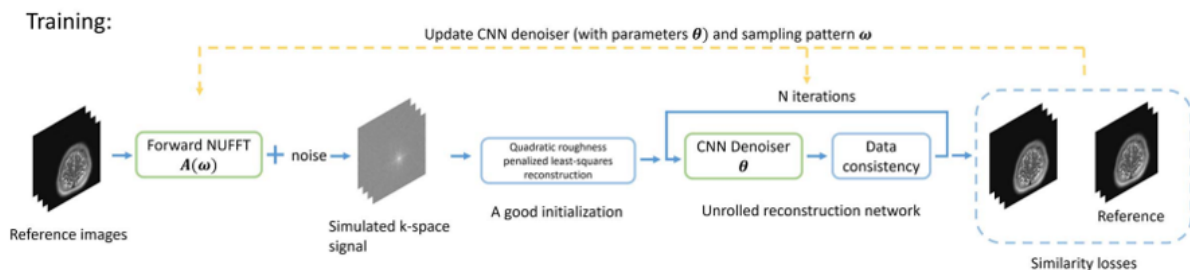 Training:
Update CNN denoiser (with parameters θ) and sampling pattern ω
N iterations
Forward NUFFT
A(ω)
+ noise
Quadratic roughness
penalized least-squares
reconstruction
CNN Denoiser
θ
Data
consistency
Reference images
Simulated k-space
signal
A good initialization
Unrolled reconstruction network
Reference
Similarity losses